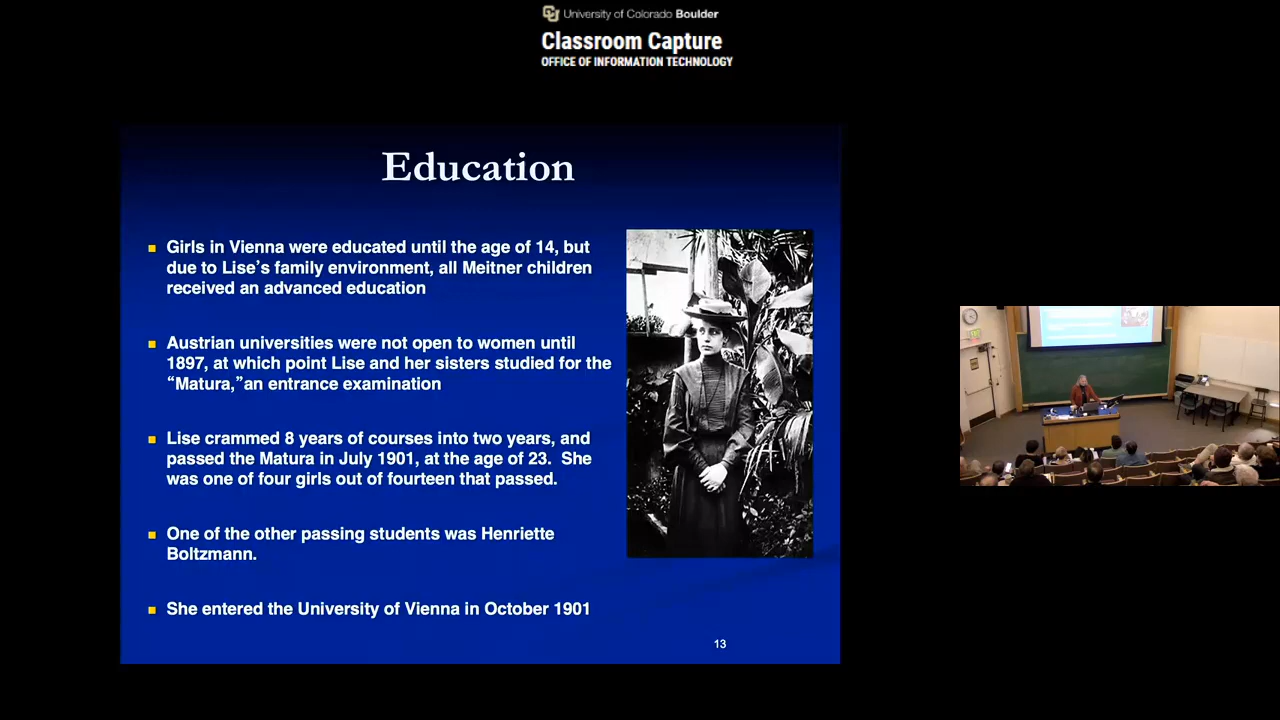 University of Colorado Boulder
Classroom Capture
OFFICE OF INFORMATION TECHNOLOGY
Education
Girls in Vienna were educated until the age of 14, but
due to Lise’s family environment, all Meitner children
received an advanced education
Austrian universities were not open to women until
1897, at which point Lise and her sisters studied for the
“Matura,”an entrance examination
Lise crammed 8 years of courses into two years, and
passed the Matura in July 1901, at the age of 23.  She
was one of four girls out of fourteen that passed.
One of the other passing students was Henriette
Boltzmann.
She entered the University of Vienna in October 1901
13